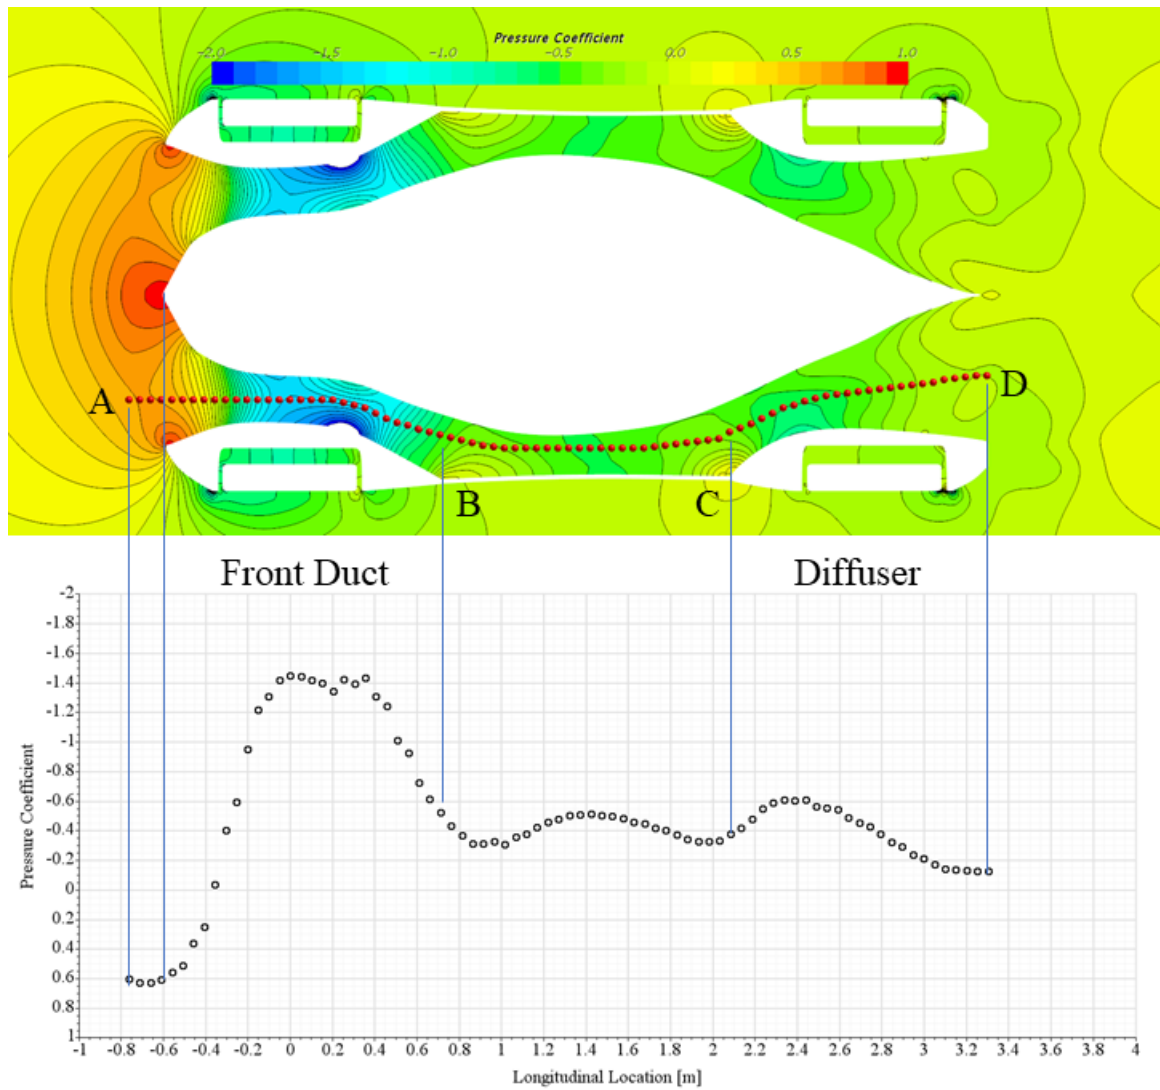 Pressure Coefficient
-2.0 -1.5 -1.0 -0.5 0.0 0.5 1.0
A
D
B
C
Front Duct
Diffuser
-2
-1.8
-1.6
-1.4
-1.2
-1
-0.8
-0.6
-0.4
-0.2
0
0.2
0.4
0.6
0.8
1
Pressure Coefficient
-1 -0.8 -0.6 -0.4 -0.2 0 0.2 0.4 0.6 0.8 1 1.2 1.4 1.6 1.8 2 2.2 2.4 2.6 2.8 3 3.2 3.4 3.6 3.8 4
Longitudinal Location [m]